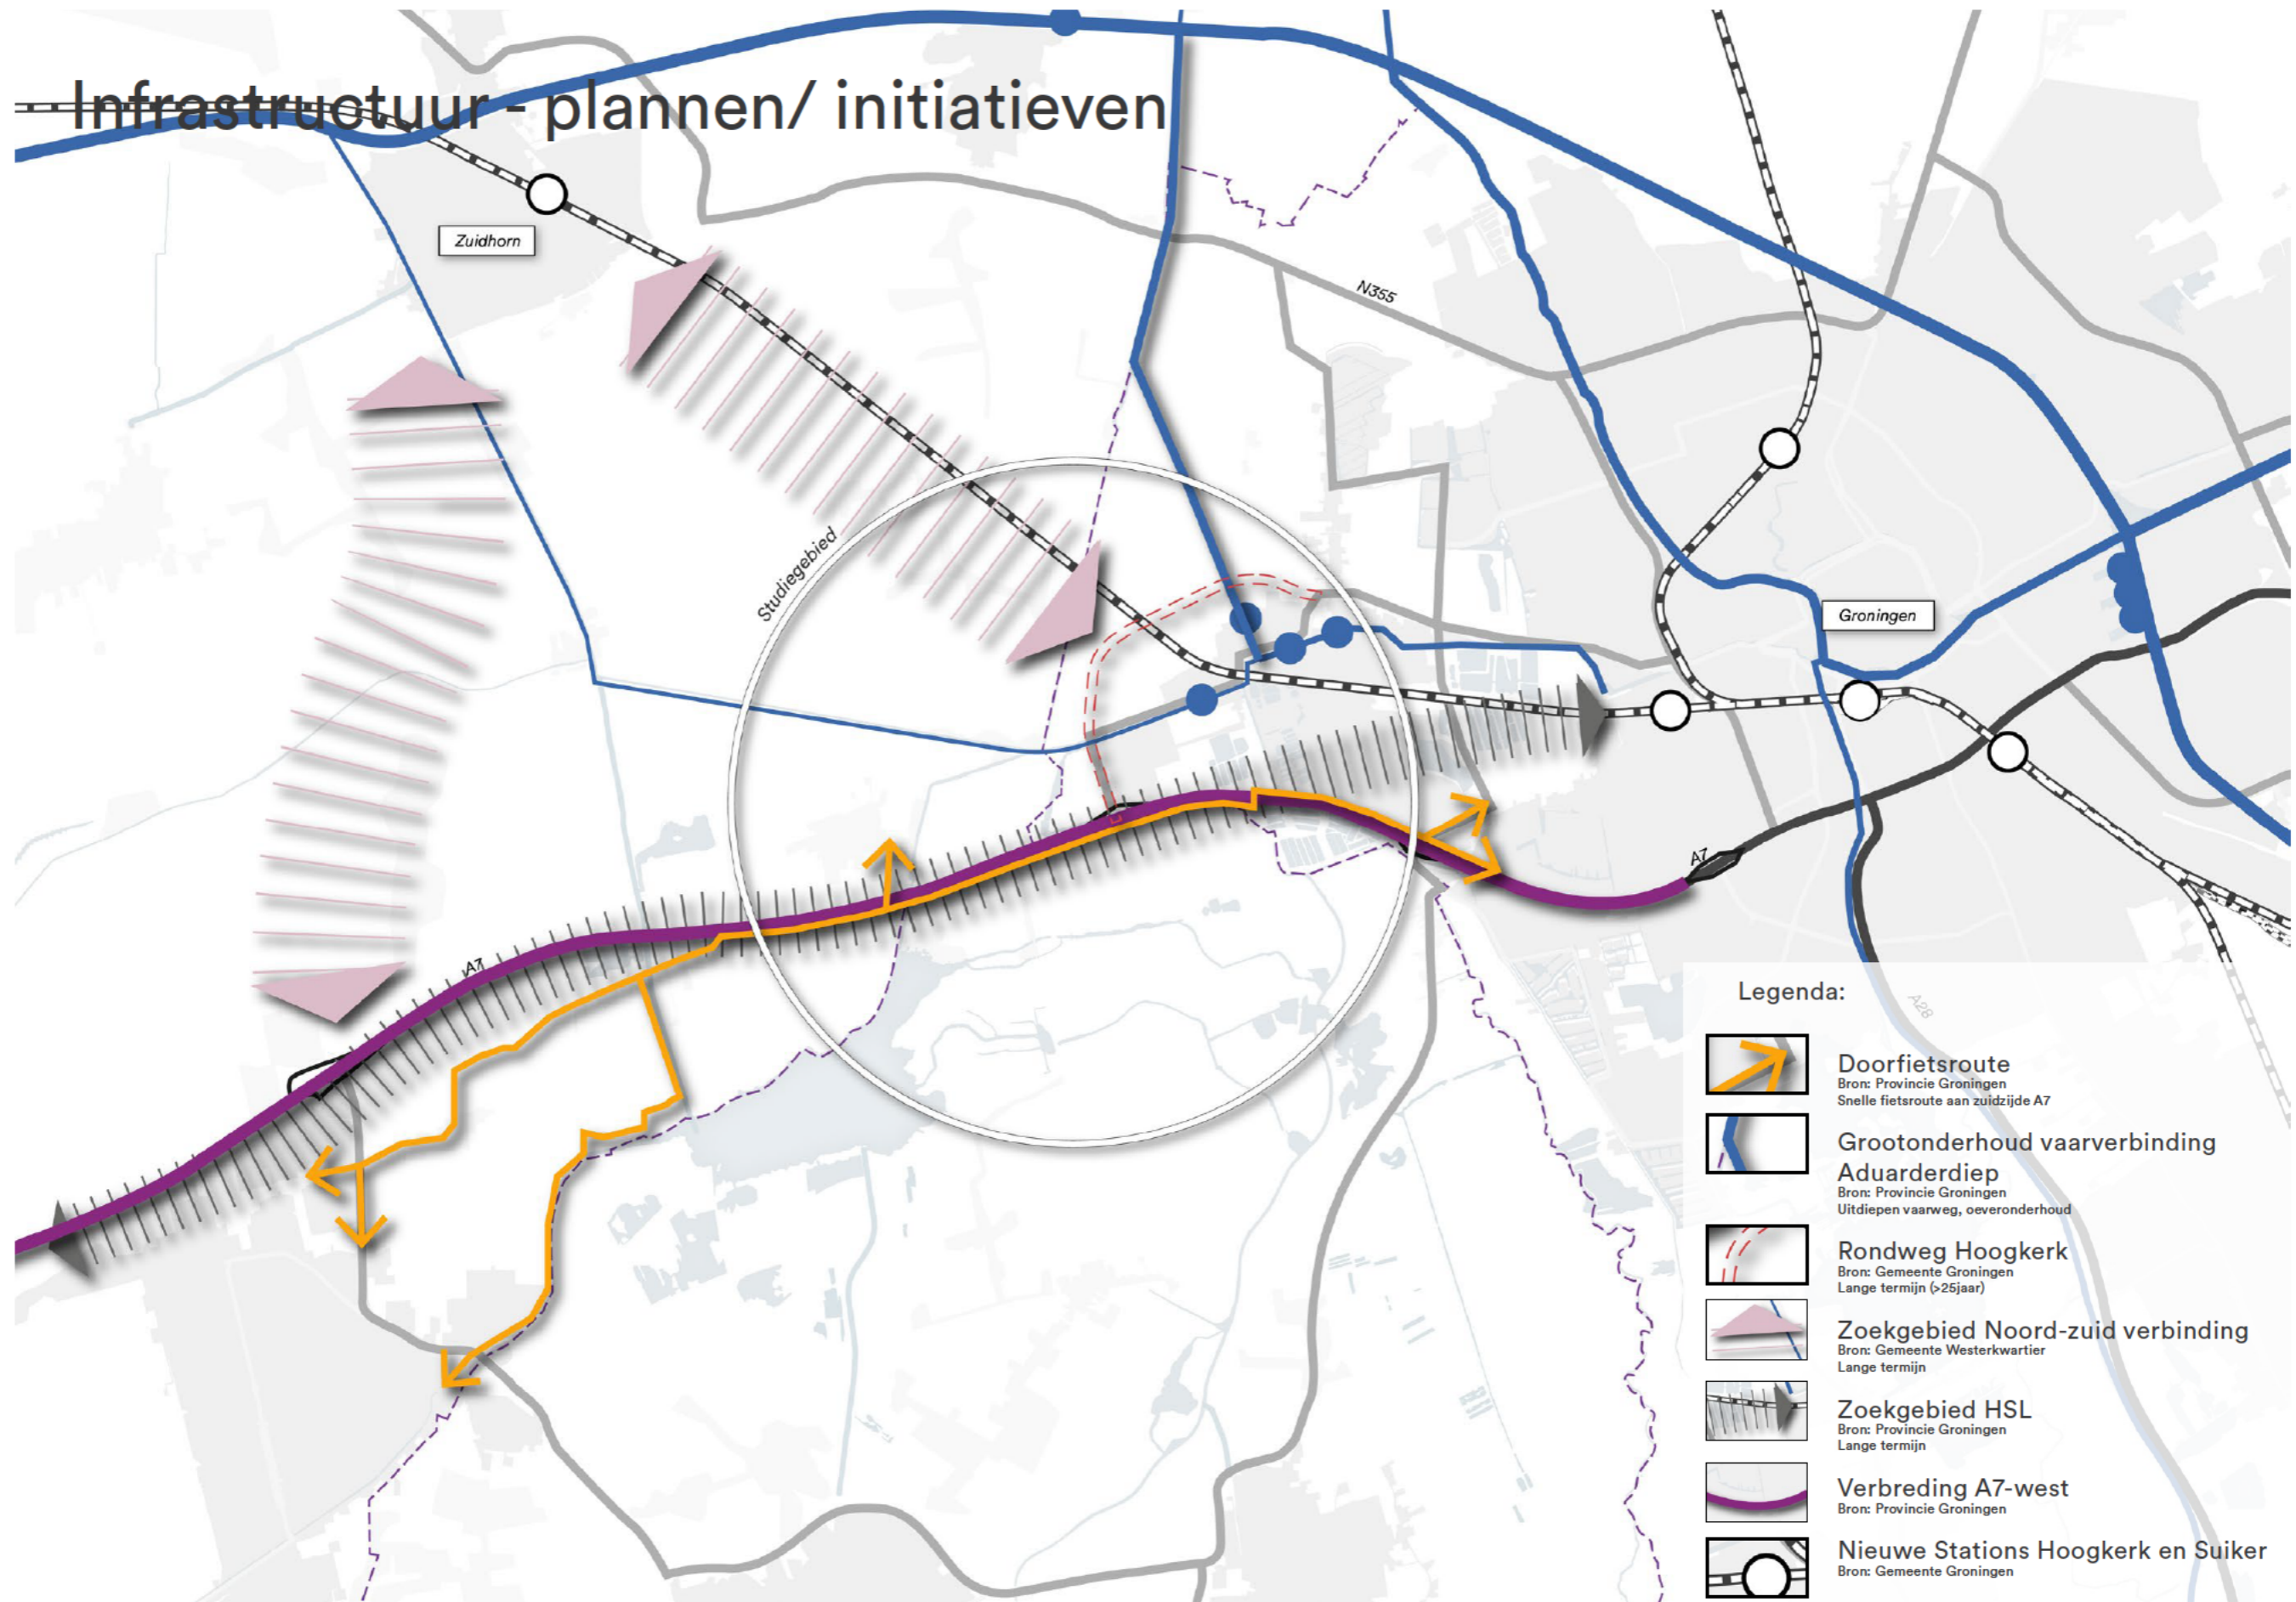 Infrastructuur - plannen/ initiatieven
Zuidhorn
N355
Studiegebied
Groningen
A7
A7
A28
Legenda:
Doorfietsroute
Bron: Provincie Groningen
Snelle fietsroute aan zuidzijde A7
Grootonderhoud vaarverbinding
Aduarderdiep
Bron: Provincie Groningen
Uitdiepen vaarweg, oeveronderhoud
Rondweg Hoogkerk
Bron: Gemeente Groningen
Lange termijn (>25jaar)
Zoekgebied Noord-zuid verbinding
Bron: Gemeente Westerkwartier
Lange termijn
Zoekgebied HSL
Bron: Provincie Groningen
Lange termijn
Verbreding A7-west
Bron: Provincie Groningen
Nieuwe Stations Hoogkerk en Suiker
Bron: Gemeente Groningen